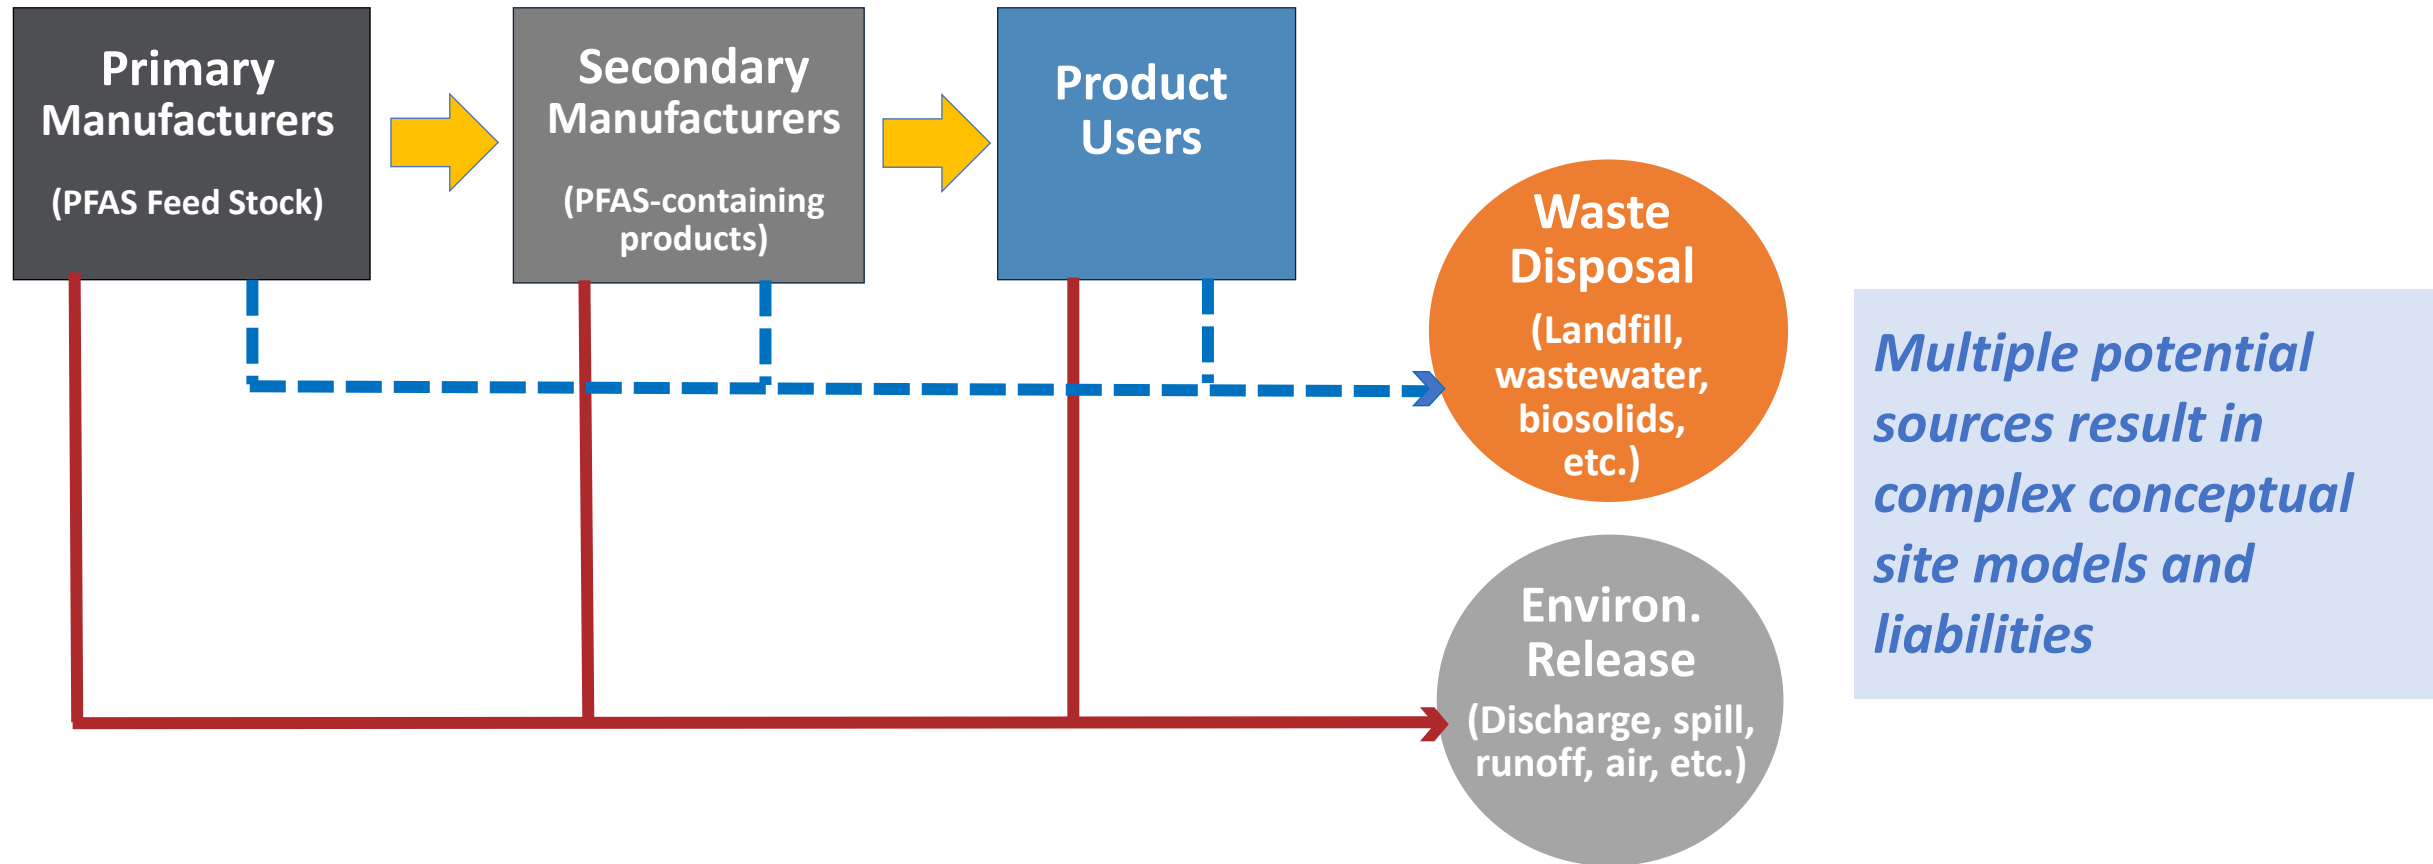 Primary
Manufacturers
(PFAS Feed Stock)
Secondary
Manufacturers
(PFAS-containing
products)
Product
Users
Waste
Disposal
(Landfill,
wastewater,
biosolids,
etc.)
Environ.
Release
(Discharge, spill,
runoff, air, etc.)
Multiple potential
sources result in
complex conceptual
site models and
liabilities